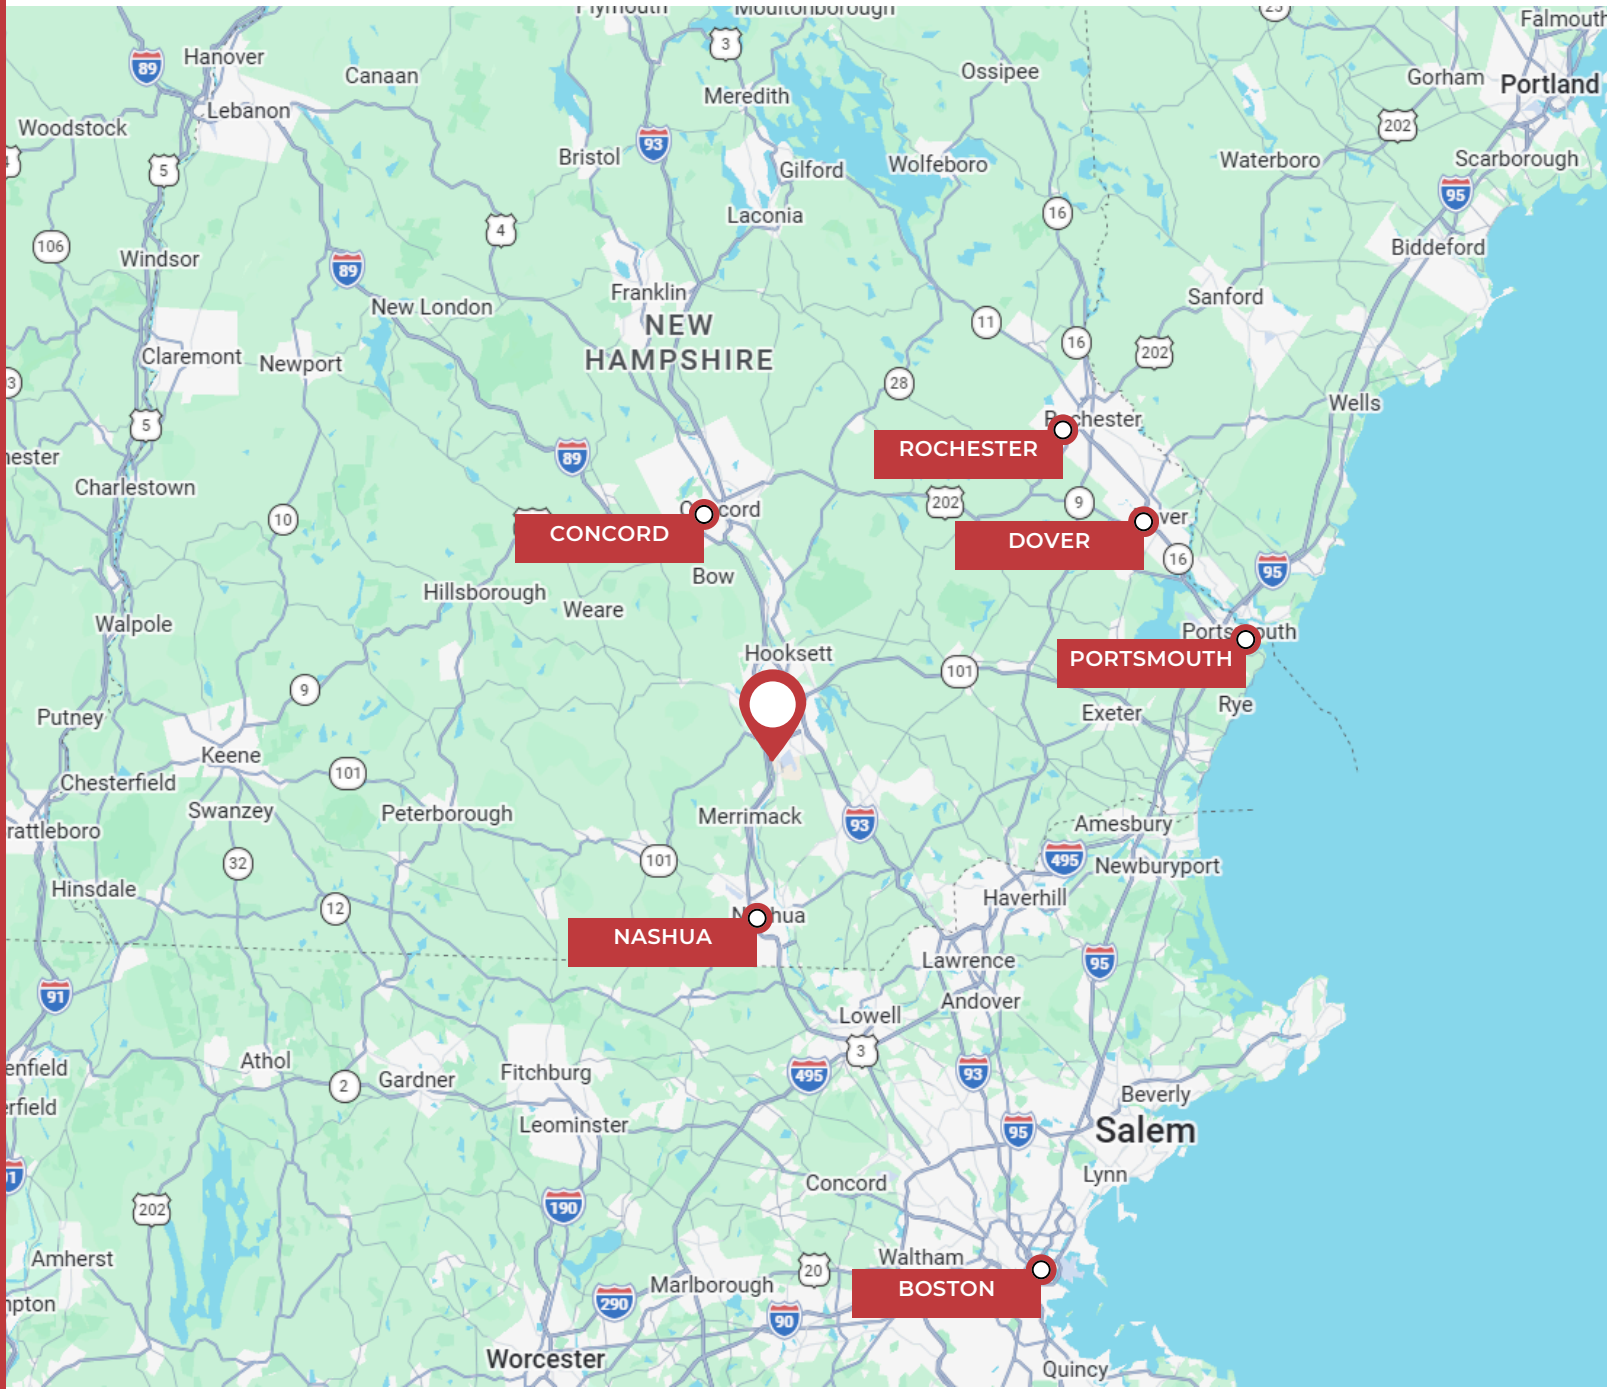 Plymouth
Moultonborough
25
Falmouth
Hanover
3
89
Canaan
Ossipee
Gorham
Portland
Meredith
Lebanon
Woodstock
202
93
Bristol
Gilford
Wolfeboro
Waterboro
Scarborough
5
95
16
Laconia
106
4
Windsor
Biddeford
89
Franklin
Sanford
New London
NEW
HAMPSHIRE
11
16
202
Claremont
Newport
28
Wells
5
ROCHESTER
89
Charlestown
202
9
10
CONCORD
DOVER
16
95
Bow
Hillsborough
Weare
Walpole
Hooksett
PORTSMOUTH
101
9
Rye
Exeter
Putney
Keene
101
Chesterfield
Swanzey
Peterborough
Merrimack
93
Amesbury
101
495
Newburyport
32
Hinsdale
Haverhill
12
NASHUA
Lawrence
95
91
Andover
Lowell
3
Athol
495
93
Fitchburg
2
Gardner
Beverly
Leominster
95
Salem
Lynn
Concord
190
202
Amherst
Waltham
20
Marlborough
BOSTON
290
90
Worcester
Quincy